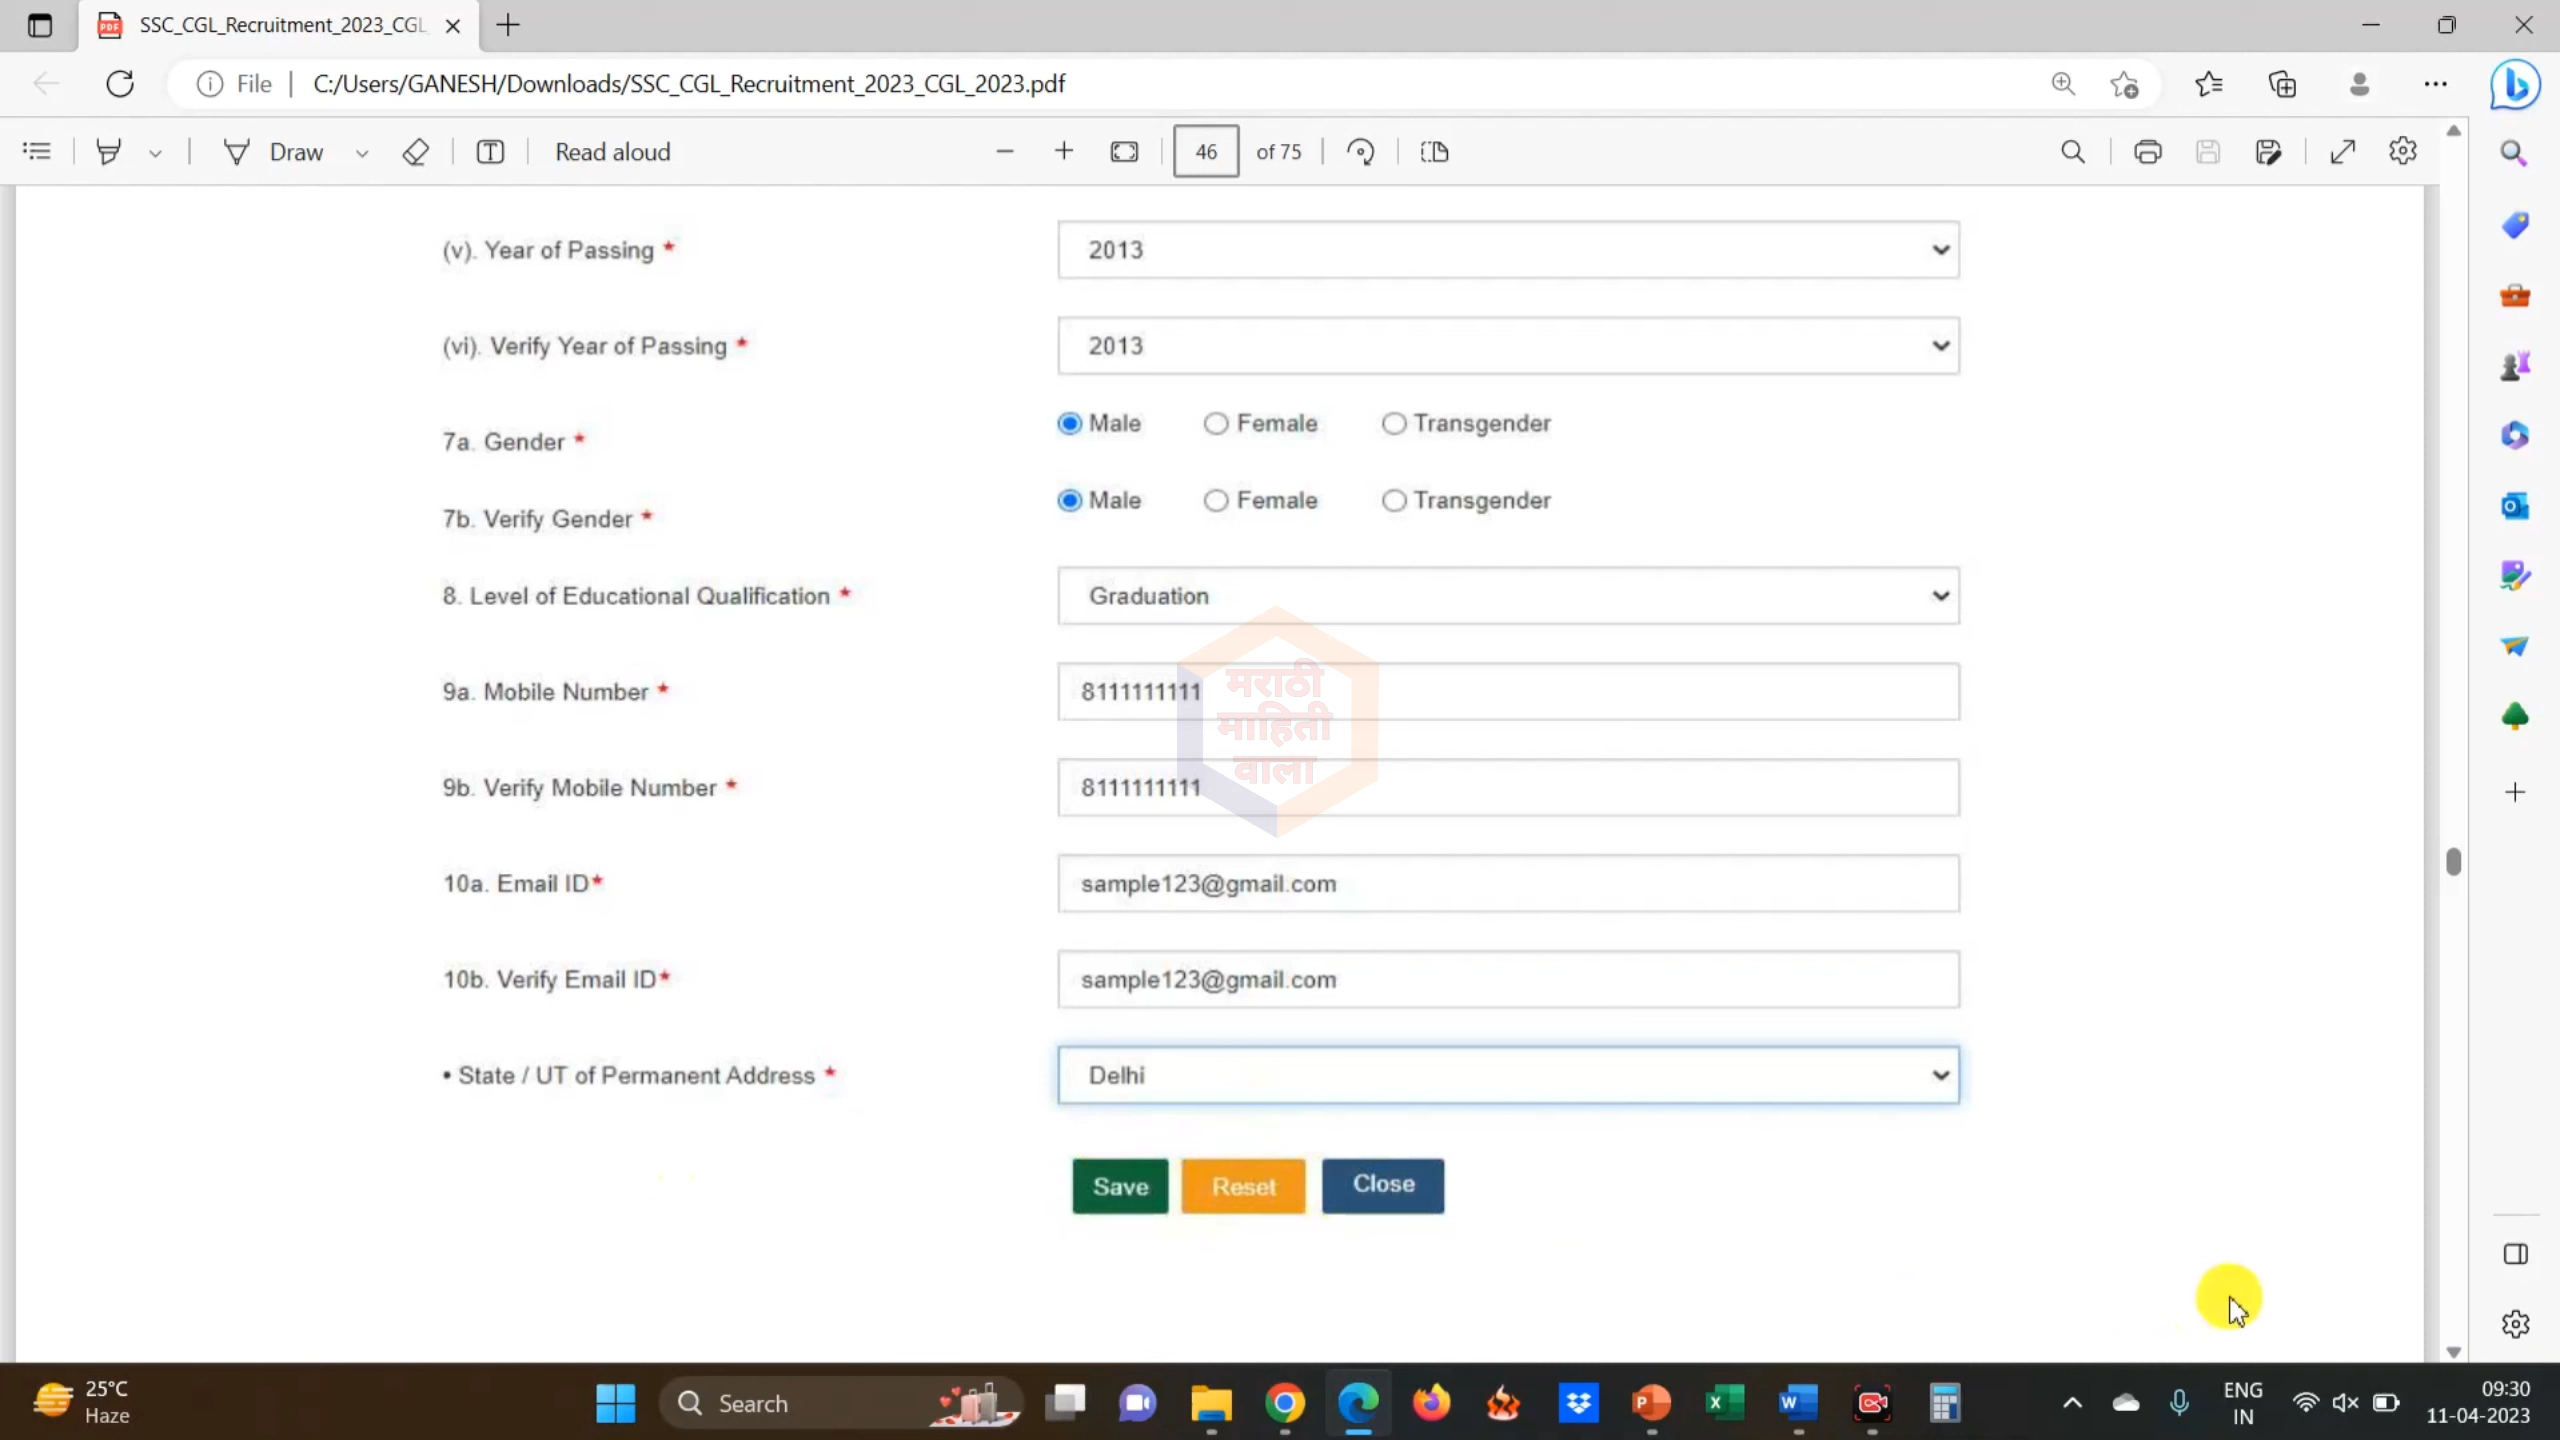 SSC_CGL_Recruitment_2023_CGL_
File
C:/Users/GANESH/Downloads/SSC_CGL_Recruitment_2023_CGL_2023.pdf
Draw
Read aloud
46 of 75
(v). Year of Passing *
2013
(vi). Verify Year of Passing *
2013
7a. Gender *
Male Female Transgender
7b. Verify Gender *
Male Female Transgender
8. Level of Educational Qualification *
Graduation
9a. Mobile Number *
8111111111
9b. Verify Mobile Number *
8111111111
मराठी
माहिती
वाला
10a. Email ID*
sample123@gmail.com
10b. Verify Email ID*
sample123@gmail.com
• State / UT of Permanent Address *
Delhi
Save Reset Close
25°C
Haze
Search
ENG
IN
09:30
11-04-2023